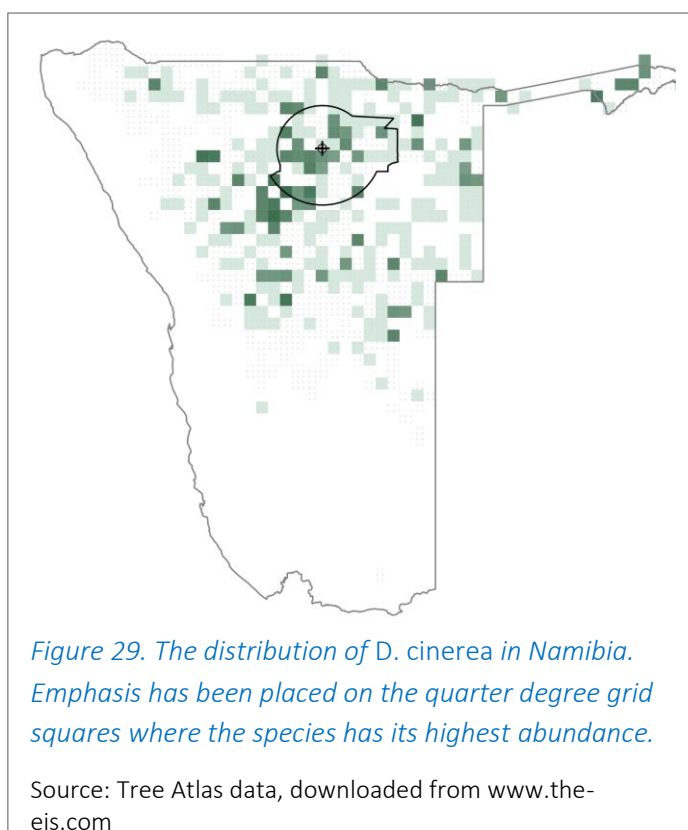 Figure 29. The distribution of D. cinerea in Namibia.
Emphasis has been placed on the quarter degree grid
squares where the species has its highest abundance.
Source: Tree Atlas data, downloaded from www.the-
eis.com